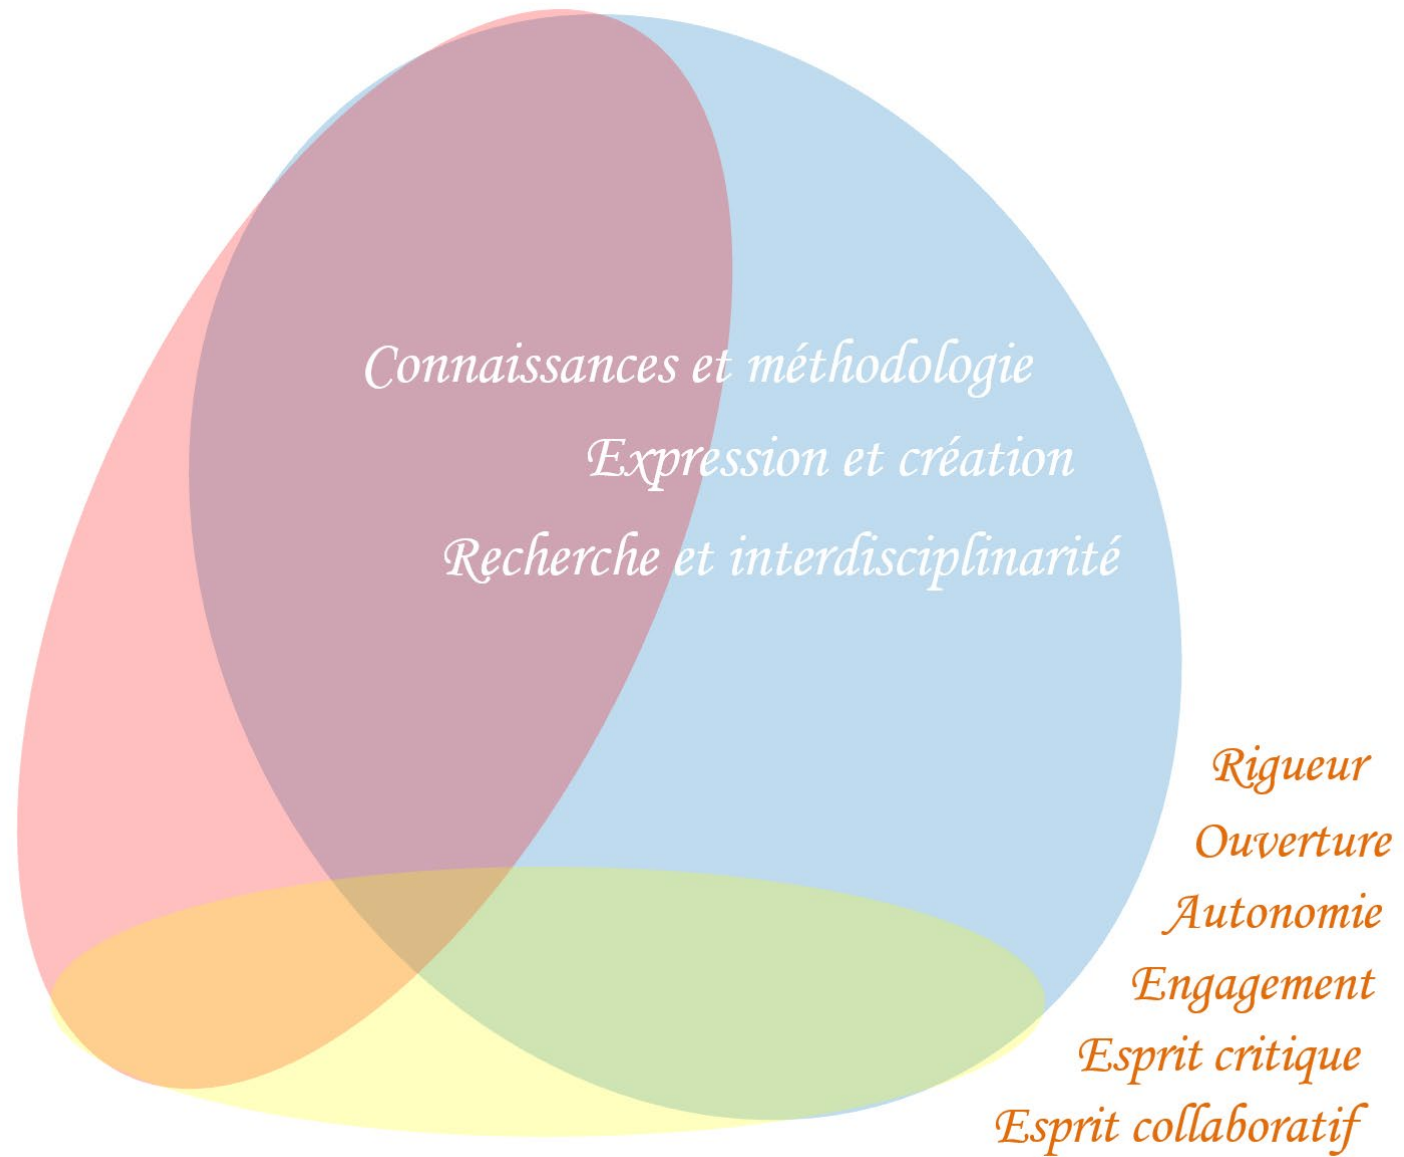 Connaissances et méthodologie
Expression et création
Recherche et interdisciplinarité
Rigueur
Ouverture
Autonomie
Engagement
Esprit critique
Esprit collaboratif